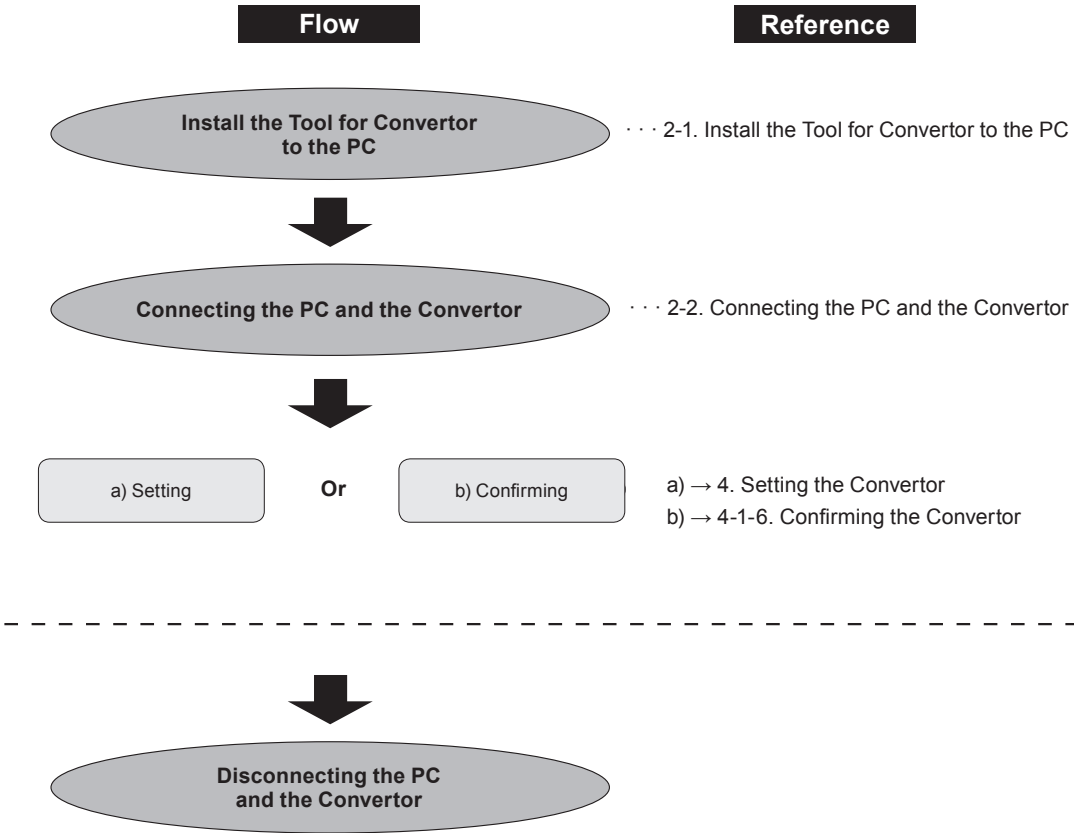 Flow
Reference
Install the Tool for Convertor
to the PC
· · · 2-1. Install the Tool for Convertor to the PC
Connecting the PC and the Convertor
· · · 2-2. Connecting the PC and the Convertor
a) Setting
Or
b) Confirming
a) → 4. Setting the Convertor
b) → 4-1-6. Confirming the Convertor
Disconnecting the PC
and the Convertor